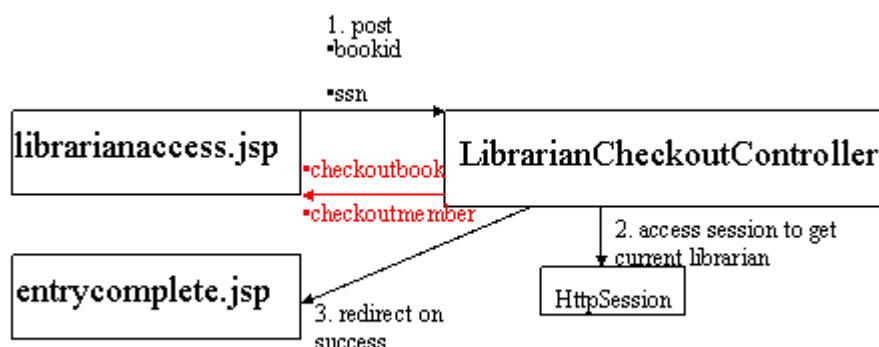 1. post
▪bookid
▪ssn
librarianaccess.jsp
LibrarianCheckoutController
▪checkoutbook
▪checkoutmember
2. access session to get
current librarian
HttpSession
entrycomplete.jsp
3. redirect on
success